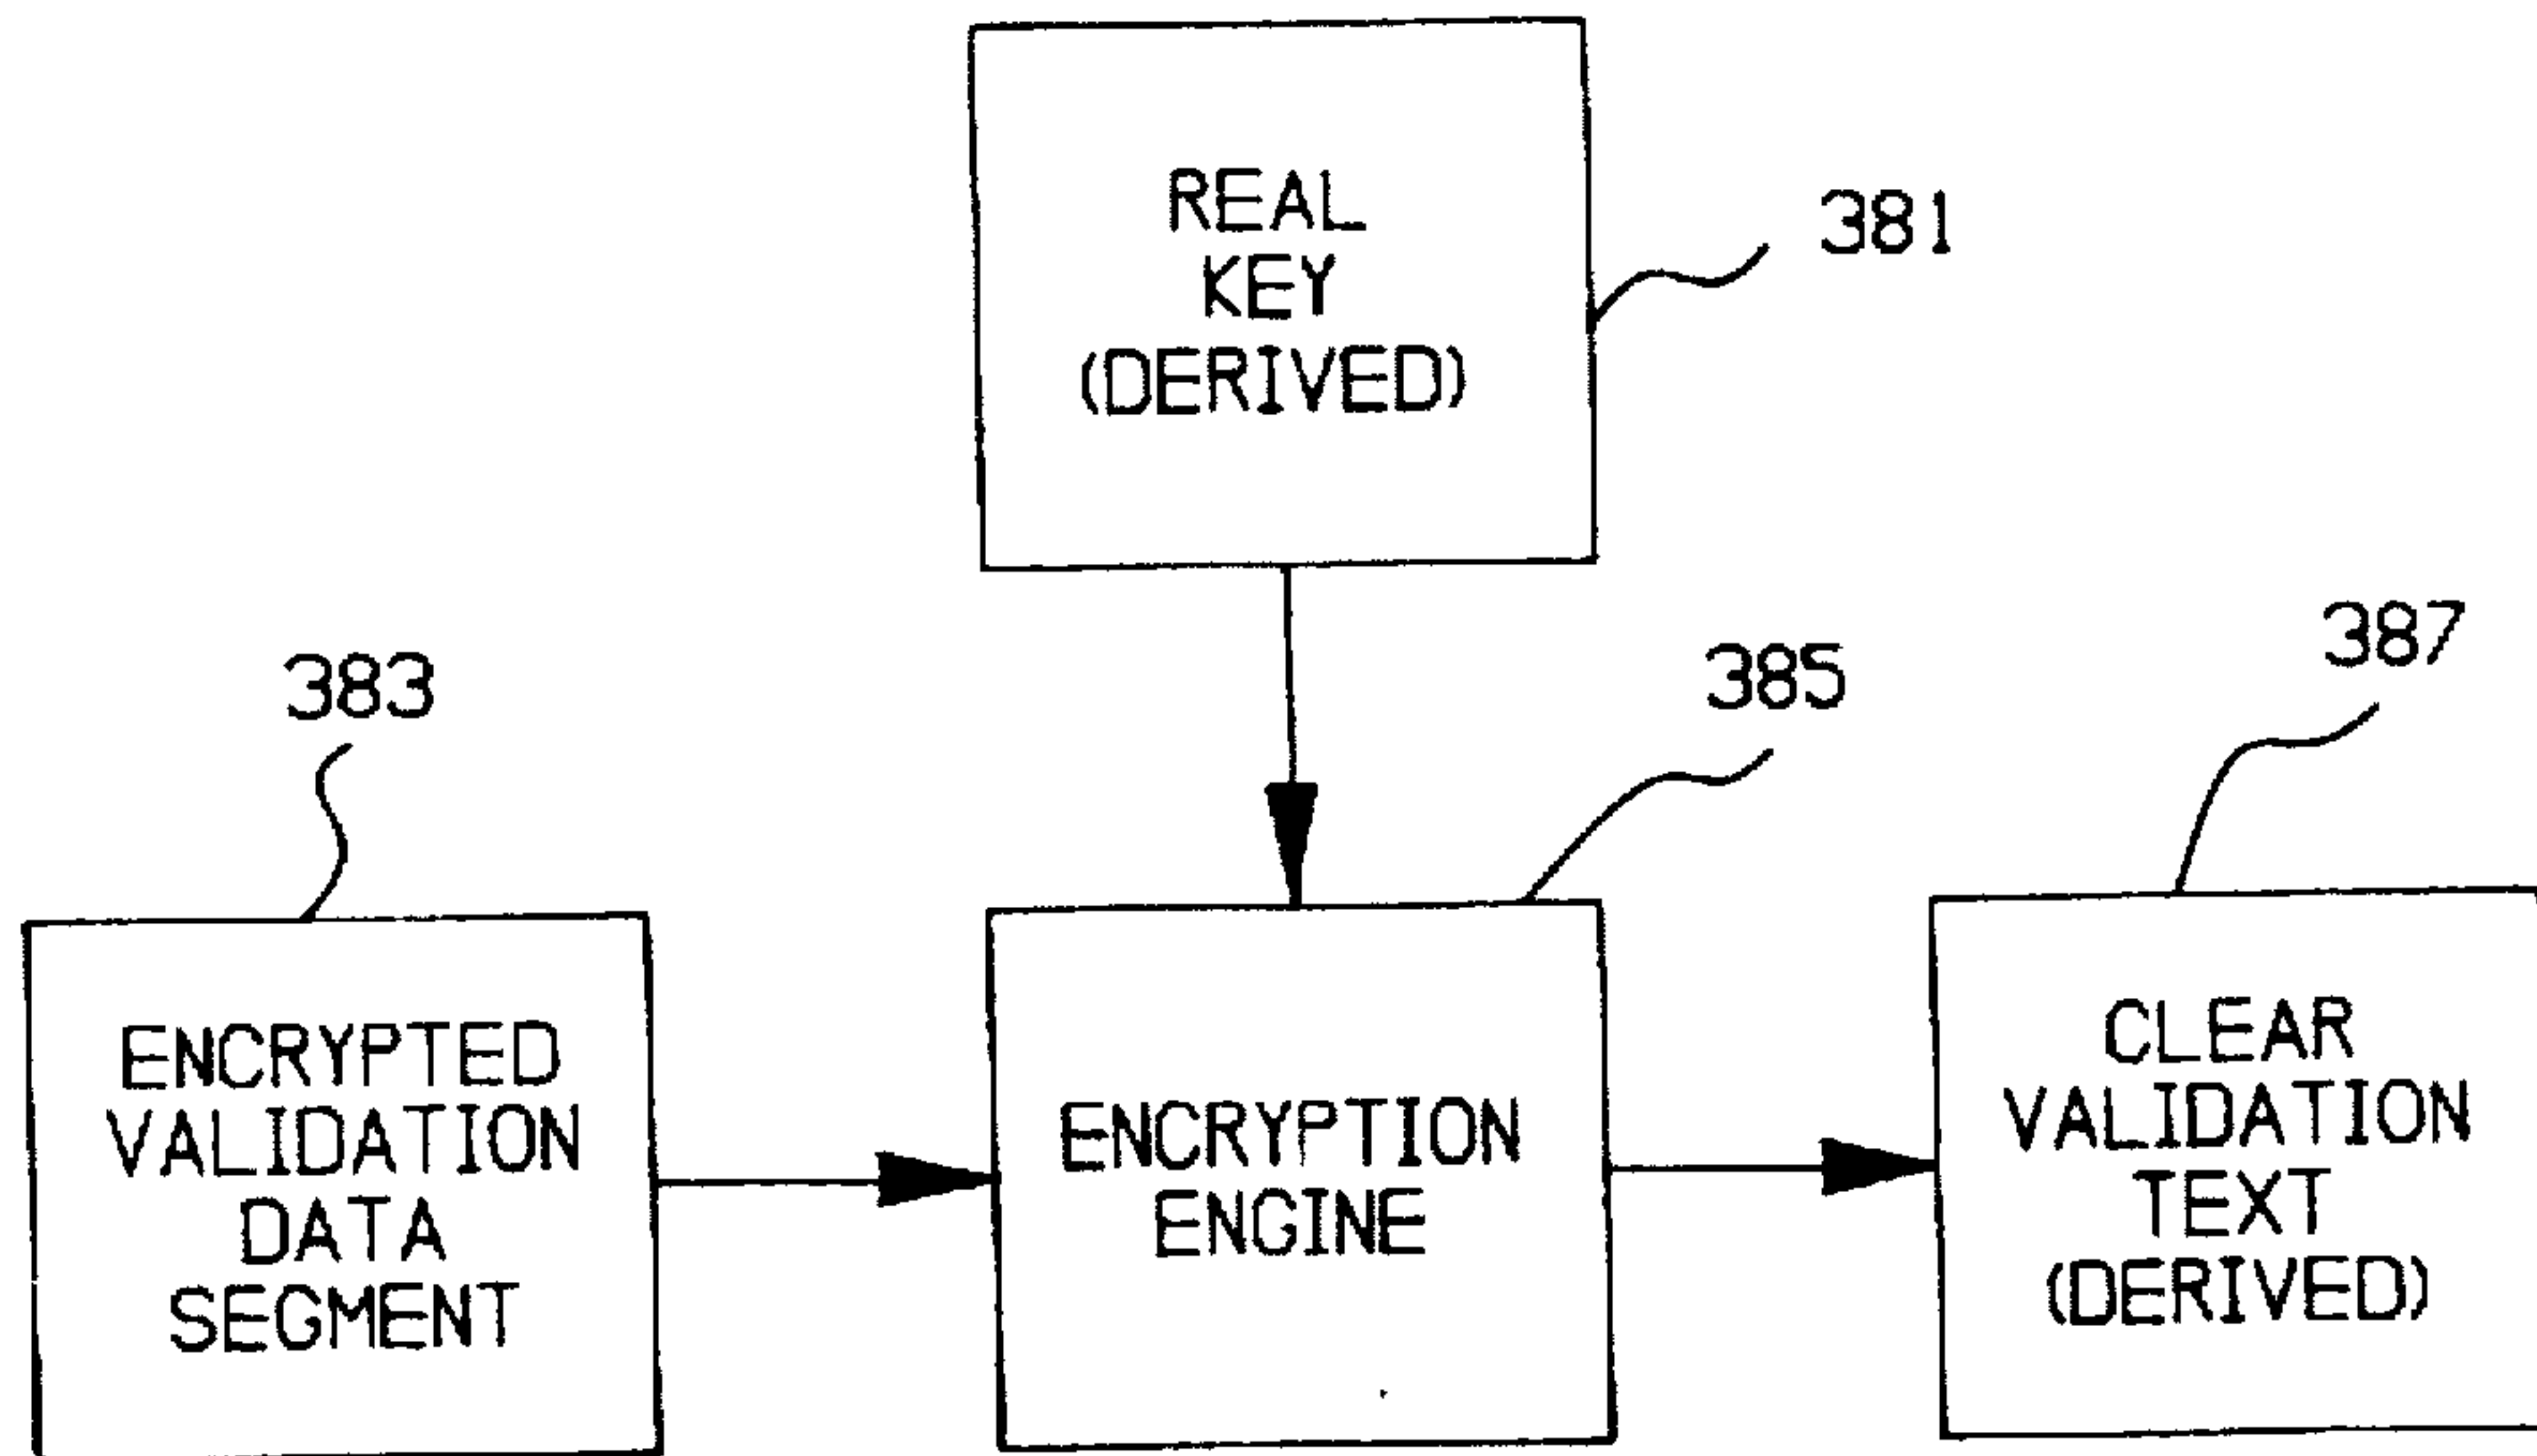 REAL
KEY
(DERIVED)
381
383
385
387
ENCRYPTED
VALIDATION
DATA
SEGMENT
ENCRYPTION
ENGINE
CLEAR
VALIDATION
TEXT
(DERIVED)